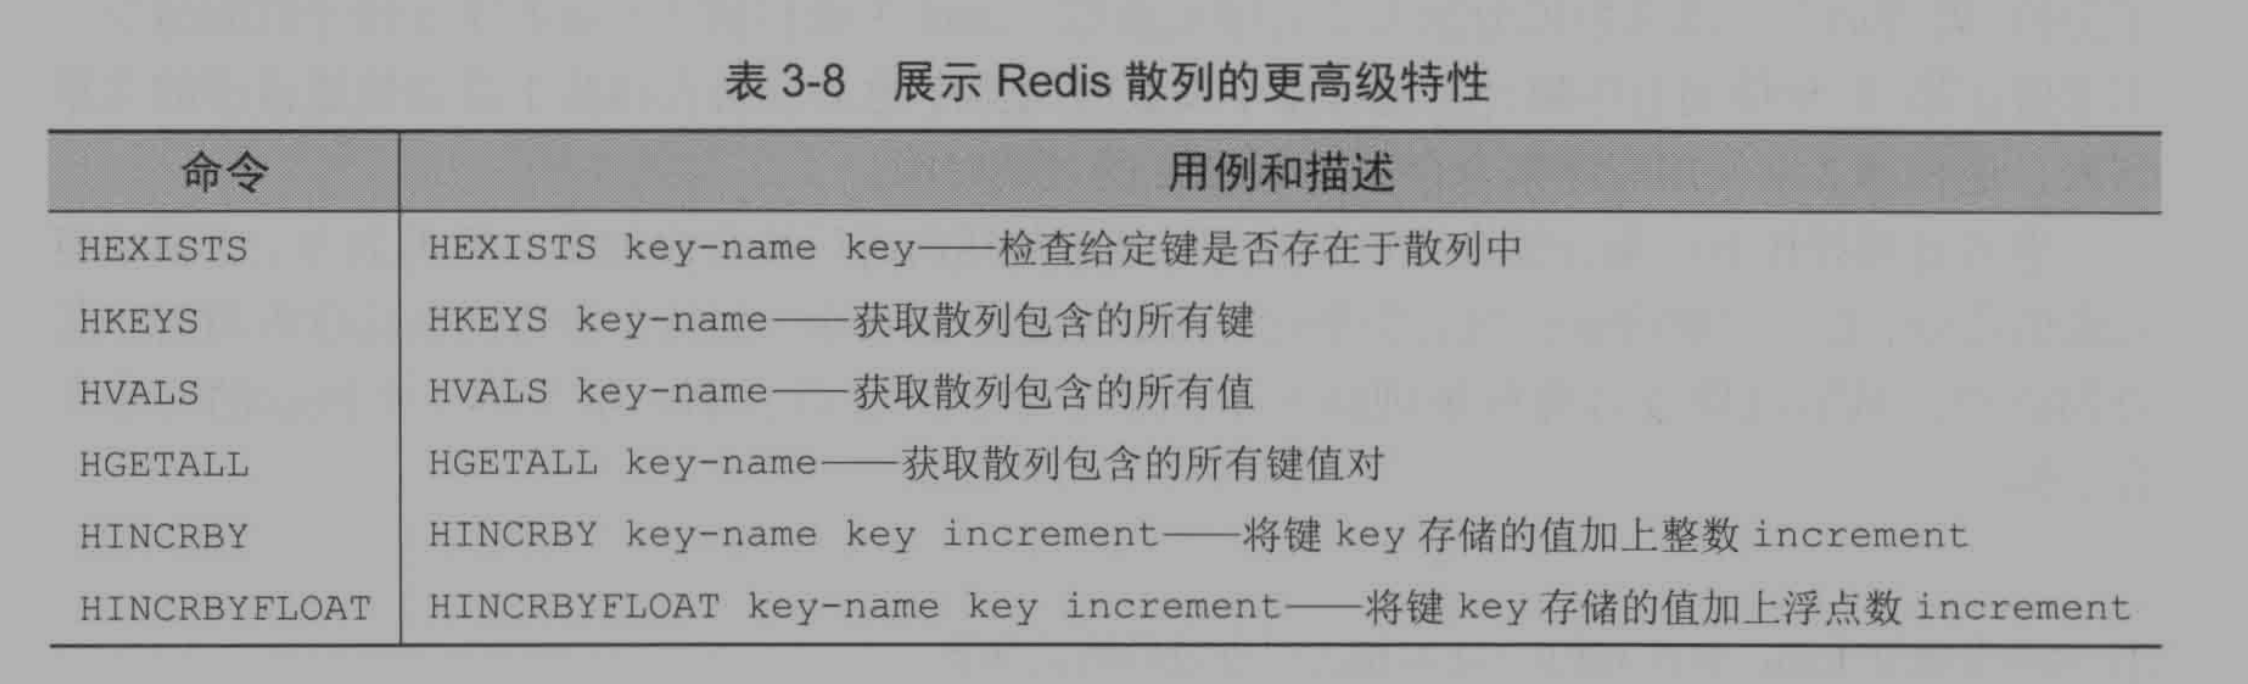 表 3-8 展示 Redis 散列的更高级特性
命令 用例和描述
HEXISTS HEXISTS key-name key——检查给定键是否存在于散列中
HKEYS HKEYS key-name——获取散列包含的所有键
HVALS HVALS key-name——获取散列包含的所有值
HGETALL HGETALL key-name——获取散列包含的所有键值对
HINCRBY HINCRBY key-name key increment——将键 key 存储的值加上整数 increment
HINCRBYFLOAT HINCRBYFLOAT key-name key increment——将键 key 存储的值加上浮点数 increment